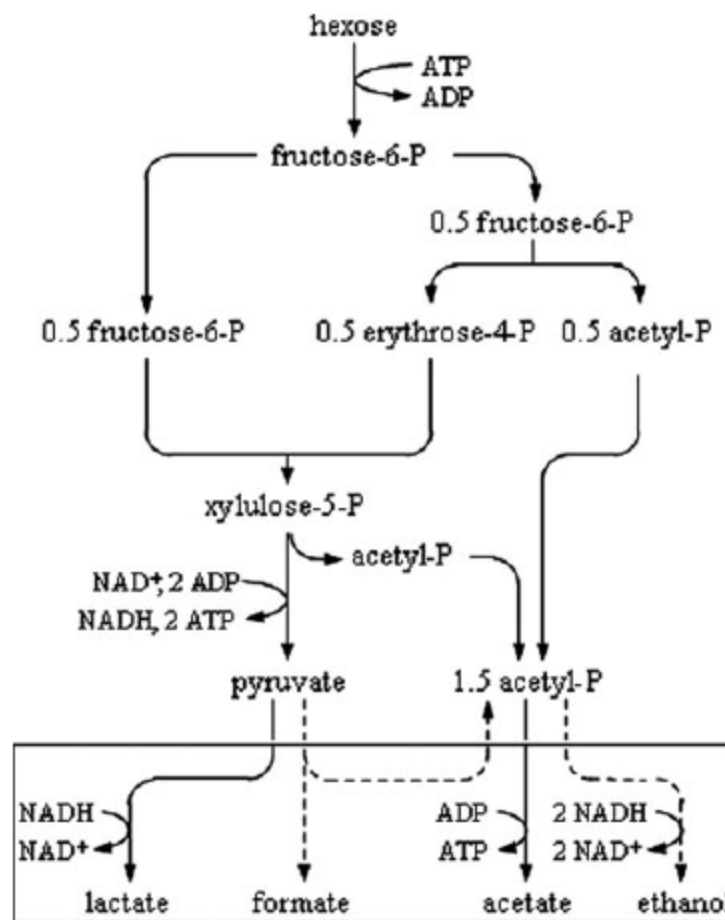 hexose
ATP
ADP
fructose-6-P
0.5 fructose-6-P
0.5 fructose-6-P
0.5 erythrose-4-P
0.5 acetyl-P
xylulose-5-P
acetyl-P
NAD⁺, 2 ADP
NADH, 2 ATP
pyruvate
1.5 acetyl-P
NADH
NAD⁺
ADP
ATP
2 NADH
2 NAD⁺
lactate
formate
acetate
ethanol